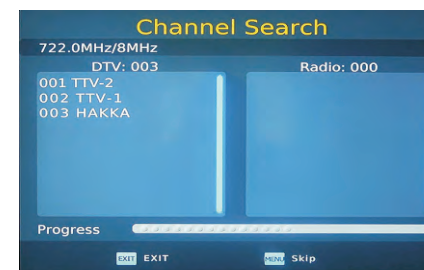 Channel Search
722.0MHz/8MHz
DTV: 003 Radio: 000
001 TTV-2
002 TTV-1
003 HAKKA
Progress
EXIT EXIT MENU Skip